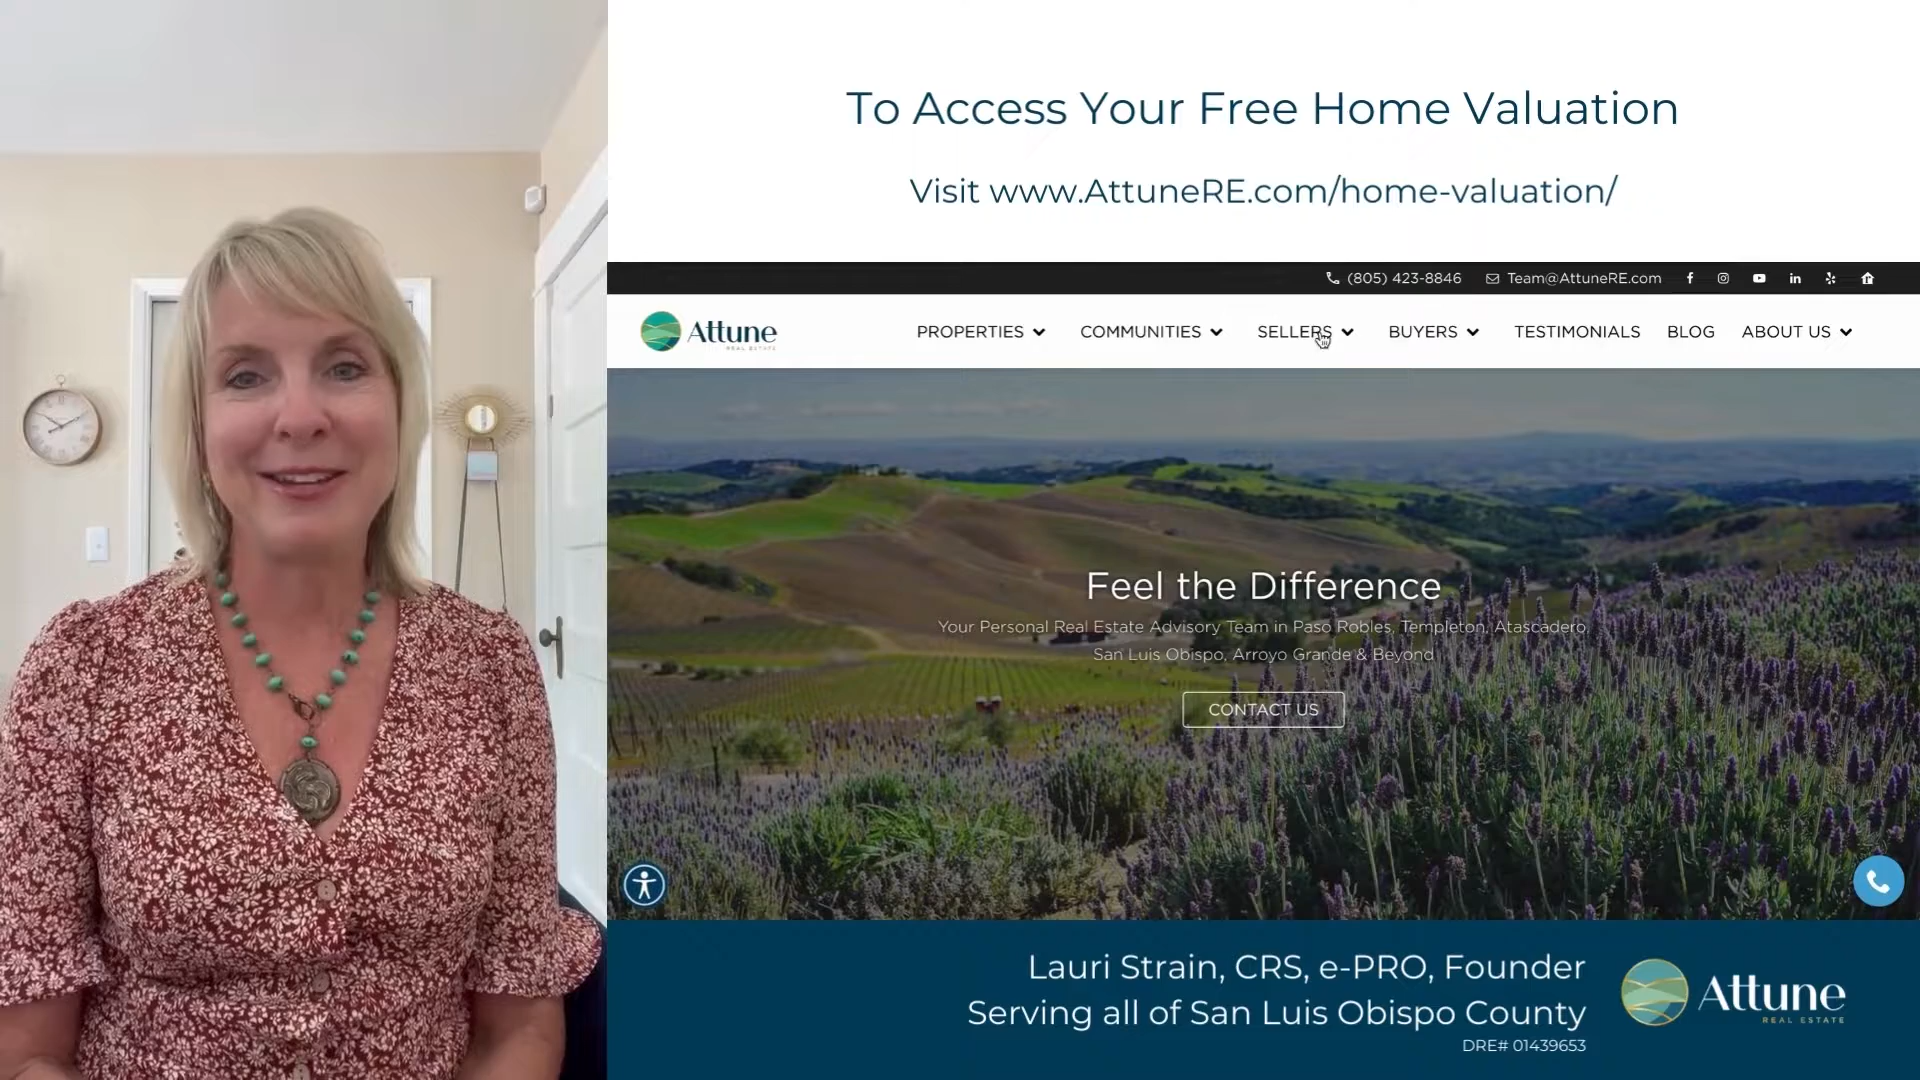 To Access Your Free Home Valuation
Visit www.AttuneRE.com/home-valuation/
(805) 423-8846 Team@AttuneRE.com
Attune
REAL ESTATE
PROPERTIES COMMUNITIES SELLERS BUYERS TESTIMONIALS BLOG ABOUT US
Feel the Difference
Your Personal Real Estate Advisory Team in Paso Robles, Templeton, Atascadero,
San Luis Obispo, Arroyo Grande & Beyond
CONTACT US
Lauri Strain, CRS, e-PRO, Founder
Serving all of San Luis Obispo County
DRE# 01439653
Attune
REAL ESTATE